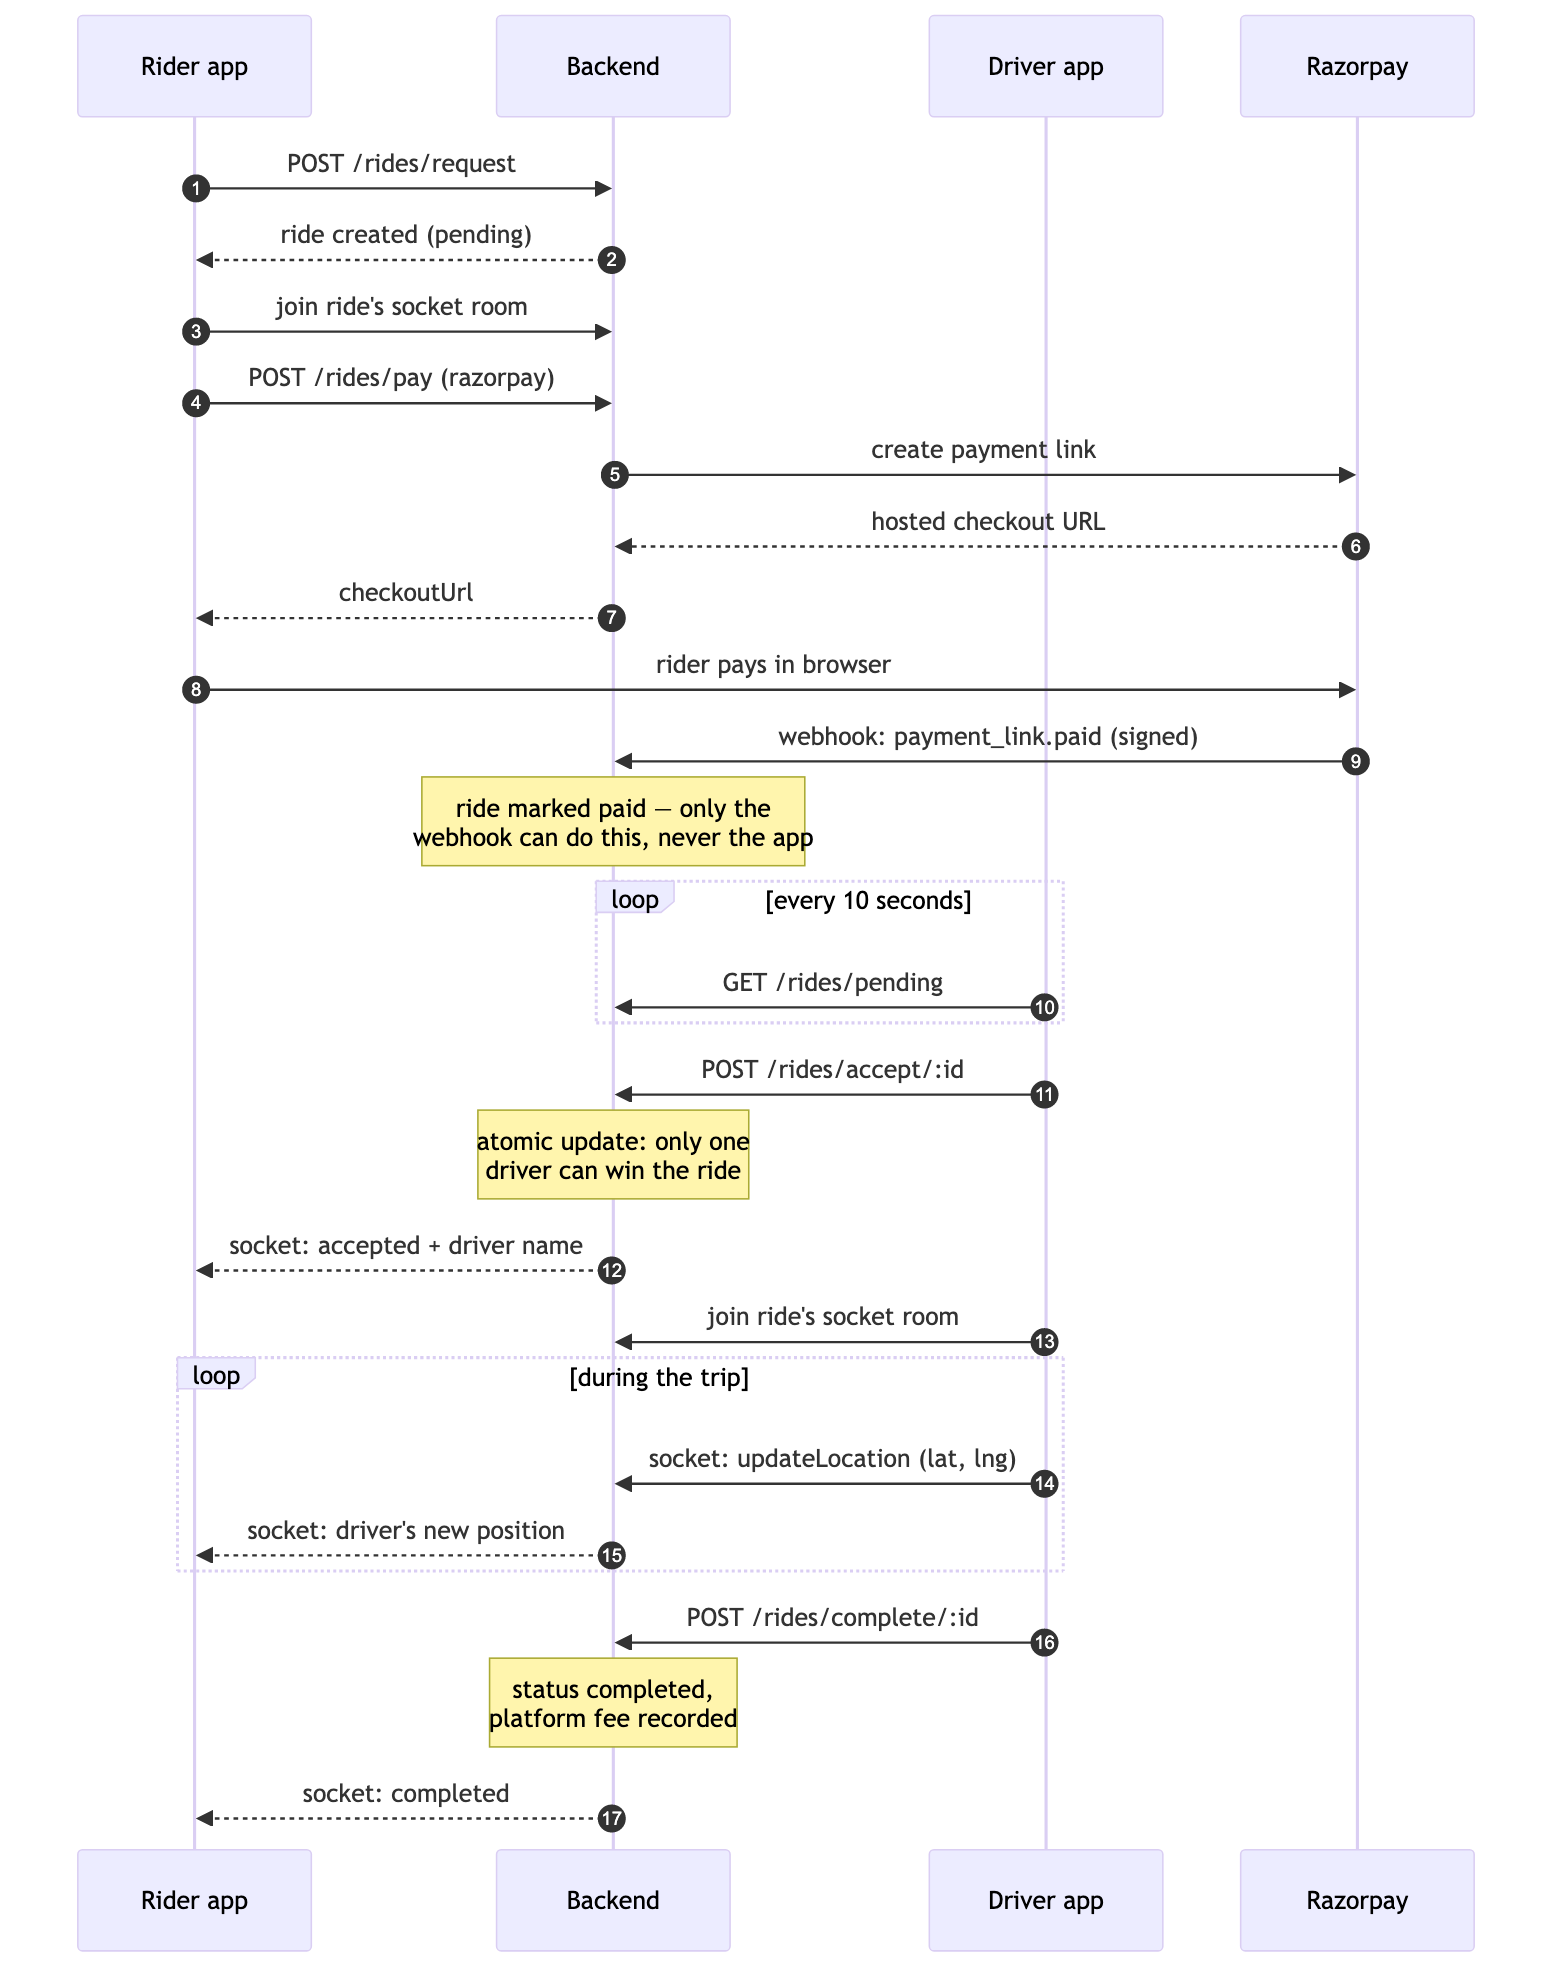 Rider app
Backend
Driver app
Razorpay
POST /rides/request
1
ride created (pending)
2
join ride's socket room
3
POST /rides/pay (razorpay)
4
create payment link
5
hosted checkout URL
6
checkoutUrl
7
rider pays in browser
8
webhook: payment_link.paid (signed)
9
ride marked paid — only the
webhook can do this, never the app
loop
[every 10 seconds]
GET /rides/pending
10
POST /rides/accept/:id
11
atomic update: only one
driver can win the ride
socket: accepted + driver name
12
join ride's socket room
13
loop
[during the trip]
socket: updateLocation (lat, lng)
14
socket: driver's new position
15
POST /rides/complete/:id
16
status completed,
platform fee recorded
socket: completed
17
Rider app
Backend
Driver app
Razorpay